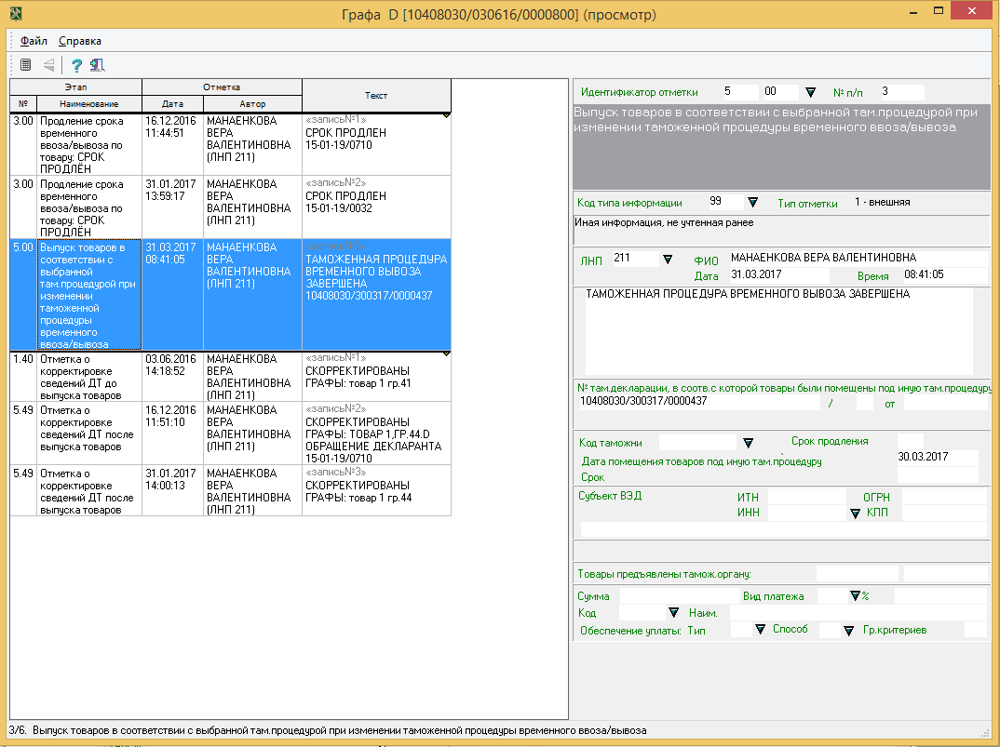 Графа D [10408030/030616/0000800] (просмотр)
Файл Справка
Этап Отметка Текст
№ Наименование Дата Автор
3.00 Продление срока временного ввоза/вывоза по товару: СРОК ПРОДЛЁН 16.12.2016 11:44:51 МАНАЕНКОВА ВЕРА ВАЛЕНТИНОВНА (ЛНП 211) «запись№1» СРОК ПРОДЛЕН 15-01-19/0710
3.00 Продление срока временного ввоза/вывоза по товару: СРОК ПРОДЛЁН 31.01.2017 13:59:17 МАНАЕНКОВА ВЕРА ВАЛЕНТИНОВНА (ЛНП 211) «запись№2» СРОК ПРОДЛЕН 15-01-19/0032
5.00 Выпуск товаров в соответствии с выбранной там.процедурой при изменении таможенной процедуры временного ввоза/вывоза 31.03.2017 08:41:05 МАНАЕНКОВА ВЕРА ВАЛЕНТИНОВНА (ЛНП 211) ТАМОЖЕННАЯ ПРОЦЕДУРА ВРЕМЕННОГО ВЫВОЗА ЗАВЕРШЕНА 10408030/300317/0000437
1.40 Отметка о корректировке сведений ДТ до выпуска товаров 03.06.2016 14:18:52 МАНАЕНКОВА ВЕРА ВАЛЕНТИНОВНА (ЛНП 211) «запись№1» СКОРРЕКТИРОВАНЫ ГРАФЫ: товар 1 гр.41
5.49 Отметка о корректировке сведений ДТ после выпуска товаров 16.12.2016 11:51:10 МАНАЕНКОВА ВЕРА ВАЛЕНТИНОВНА (ЛНП 211) «запись№2» СКОРРЕКТИРОВАНЫ ГРАФЫ: ТОВАР 1,ГР.44.D ОБРАЩЕНИЕ ДЕКЛАРАНТА 15-01-19/0710
5.49 Отметка о корректировке сведений ДТ после выпуска товаров 31.01.2017 14:00:13 МАНАЕНКОВА ВЕРА ВАЛЕНТИНОВНА (ЛНП 211) «запись№3» СКОРРЕКТИРОВАНЫ ГРАФЫ: товар 1 гр.44
Идентификатор отметки 5 00 № п/п 3
Выпуск товаров в соответствии с выбранной там.процедурой при
изменении таможенной процедуры временного ввоза/вывоза
Код типа информации 99 Тип отметки 1 - внешняя
Иная информация, не учтенная ранее
ЛНП 211 ФИО МАНАЕНКОВА ВЕРА ВАЛЕНТИНОВНА
Дата 31.03.2017 Время 08:41:05
ТАМОЖЕННАЯ ПРОЦЕДУРА ВРЕМЕННОГО ВЫВОЗА ЗАВЕРШЕНА
№ там.декларации, в соотв.с которой товары были помещены под иную там.процедуру
10408030/300317/0000437 / от
Код таможни Срок продления
Дата помещения товаров под иную там.процедуру 30.03.2017
Срок
Субъект ВЭД ИТН ОГРН
ИНН КПП
Товары предъявлены тамож.органу:
Сумма Вид платежа %
Код Наим.
Обеспечение уплаты: Тип Способ Гр.критериев
3/6. Выпуск товаров в соответствии с выбранной там.процедурой при изменении таможенной процедуры временного ввоза/вывоза